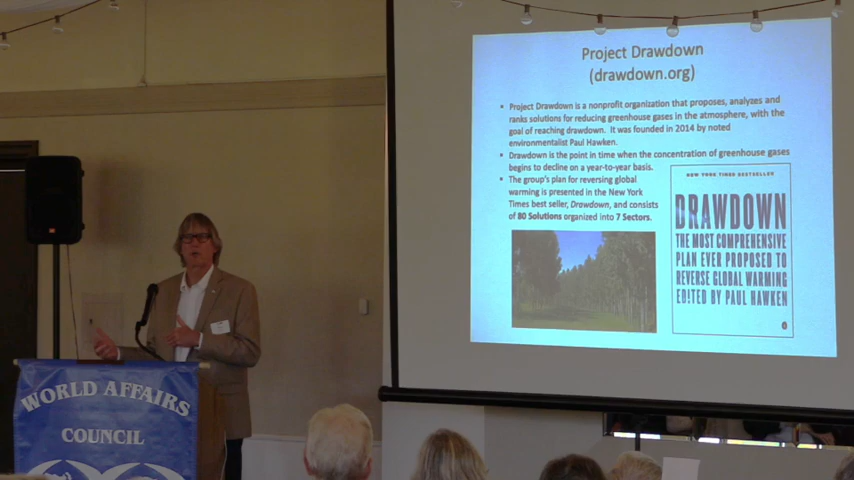 Project Drawdown
(drawdown.org)
• Project Drawdown is a nonprofit organization that proposes, analyzes and
ranks solutions for reducing greenhouse gases in the atmosphere, with the
goal of reaching drawdown. It was founded in 2014 by noted
environmentalist Paul Hawken.
• Drawdown is the point in time when the concentration of greenhouse gases
begins to decline on a year-to-year basis.
• The group's plan for reversing global
warming is presented in the New York
Times best seller, Drawdown, and consists
of 80 Solutions organized into 7 Sectors.
NEW YORK TIMES BESTSELLER
DRAWDOWN
THE MOST COMPREHENSIVE
PLAN EVER PROPOSED TO
REVERSE GLOBAL WARMING
EDITED BY PAUL HAWKEN
WORLD AFFAIRS
COUNCIL